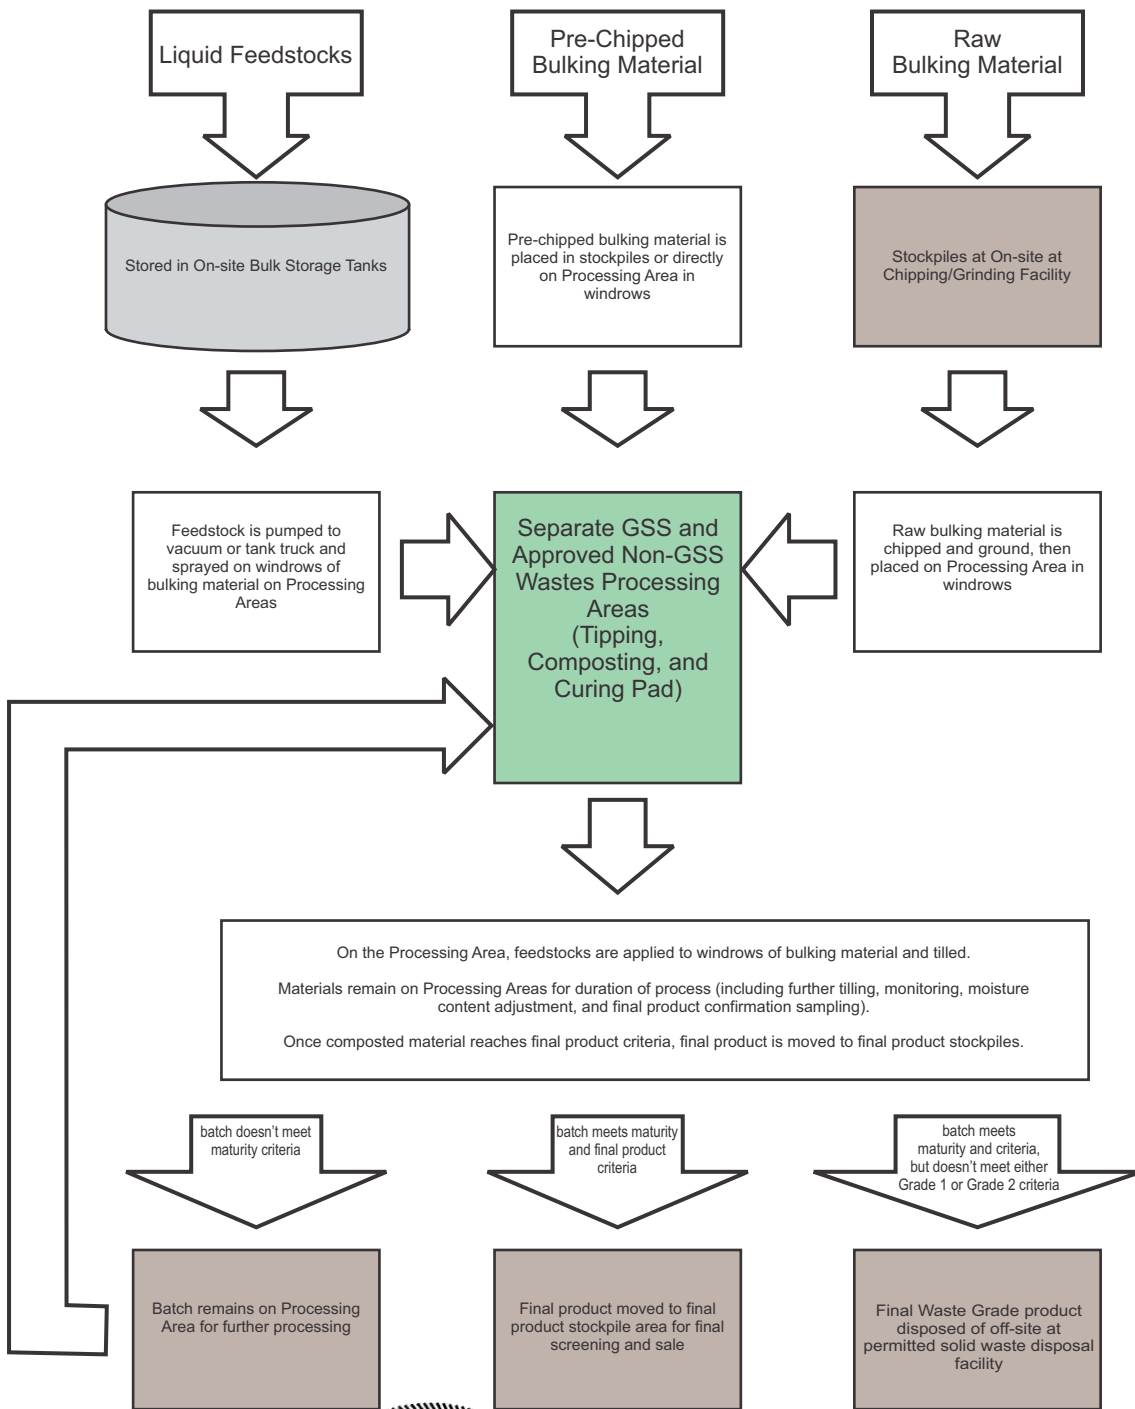 Liquid Feedstocks
Pre-Chipped
Bulking Material
Raw
Bulking Material
Stored in On-site Bulk Storage Tanks
Pre-chipped bulking material is
placed in stockpiles or directly
on Processing Area in
windrows
Stockpiles at On-site at
Chipping/Grinding Facility
Feedstock is pumped to
vacuum or tank truck and
sprayed on windrows of
bulking material on Processing
Areas
Separate GSS and
Approved Non-GSS
Wastes Processing
Areas
(Tipping,
Composting, and
Curing Pad)
Raw bulking material is
chipped and ground, then
placed on Processing Area in
windrows
On the Processing Area, feedstocks are applied to windrows of bulking material and tilled.
Materials remain on Processing Areas for duration of process (including further tilling, monitoring, moisture
content adjustment, and final product confirmation sampling).
Once composted material reaches final product criteria, final product is moved to final product stockpiles.
batch doesn't meet
maturity criteria
batch meets maturity
and final product
criteria
batch meets
maturity and criteria,
but doesn't meet either
Grade 1 or Grade 2 criteria
Batch remains on Processing
Area for further processing
Final product moved to final
product stockpile area for final
screening and sale
Final Waste Grade product
disposed of off-site at
permitted solid waste disposal
facility